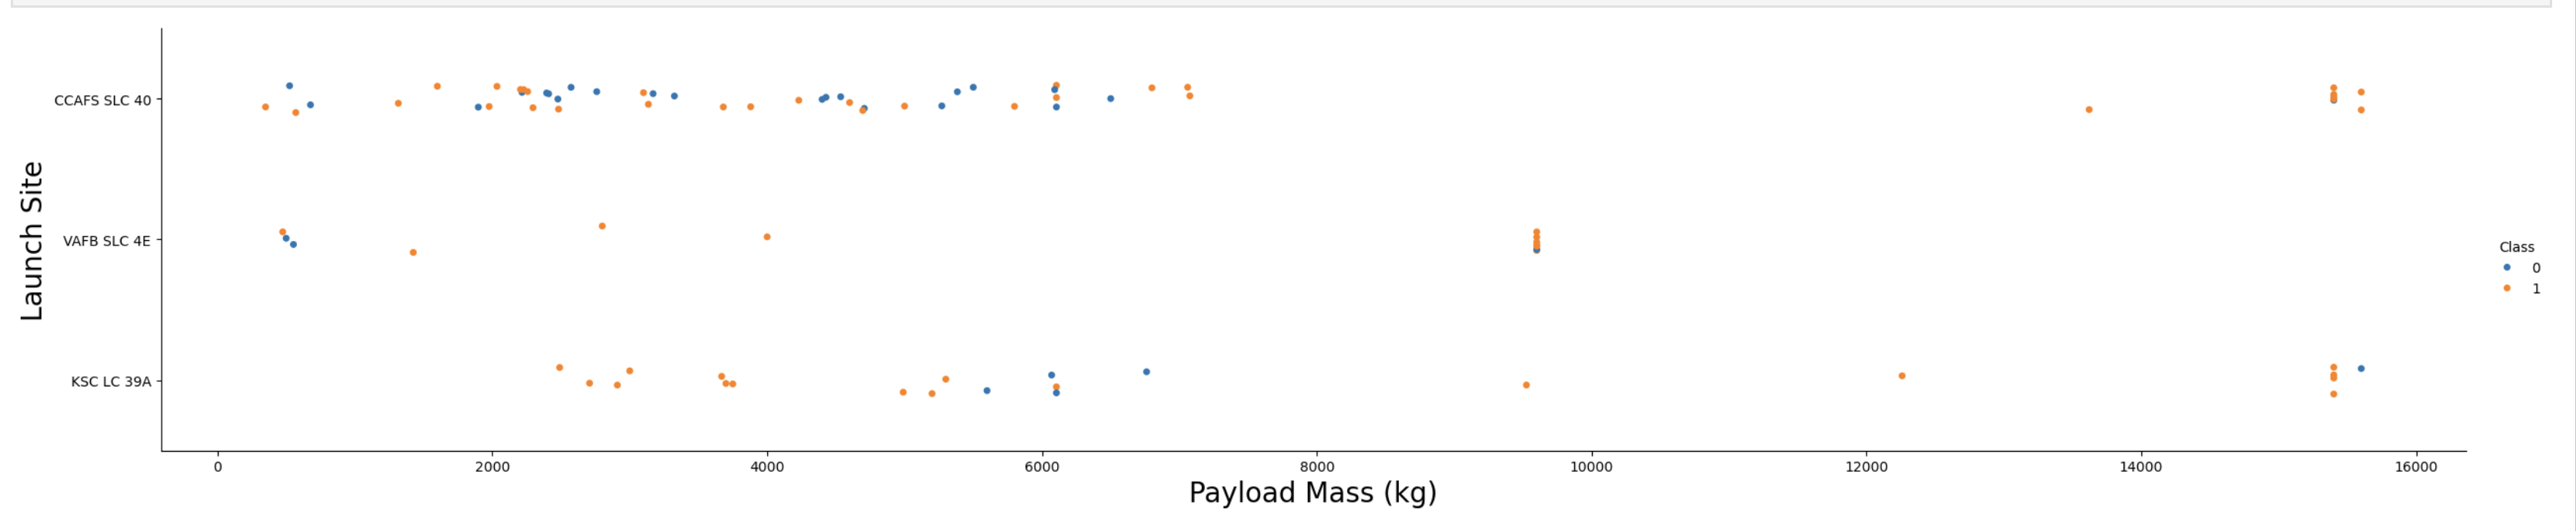 CCAFS SLC 40
VAFB SLC 4E
KSC LC 39A
Launch Site
0 2000 4000 6000 8000 10000 12000 14000 16000
Payload Mass (kg)
Class
0
1